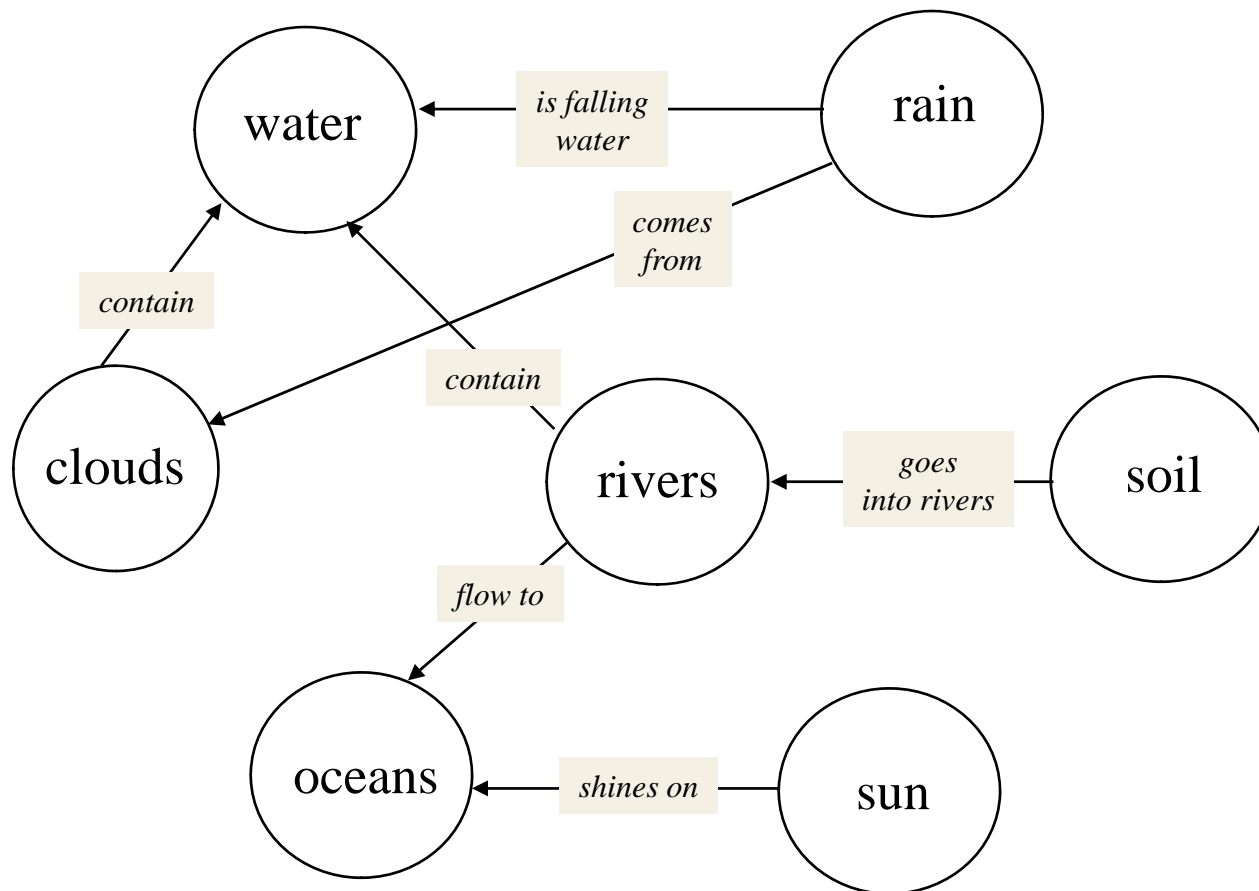 water
is falling
water
rain
comes
from
contain
contain
clouds
rivers
goes
into rivers
soil
flow to
oceans
shines on
sun